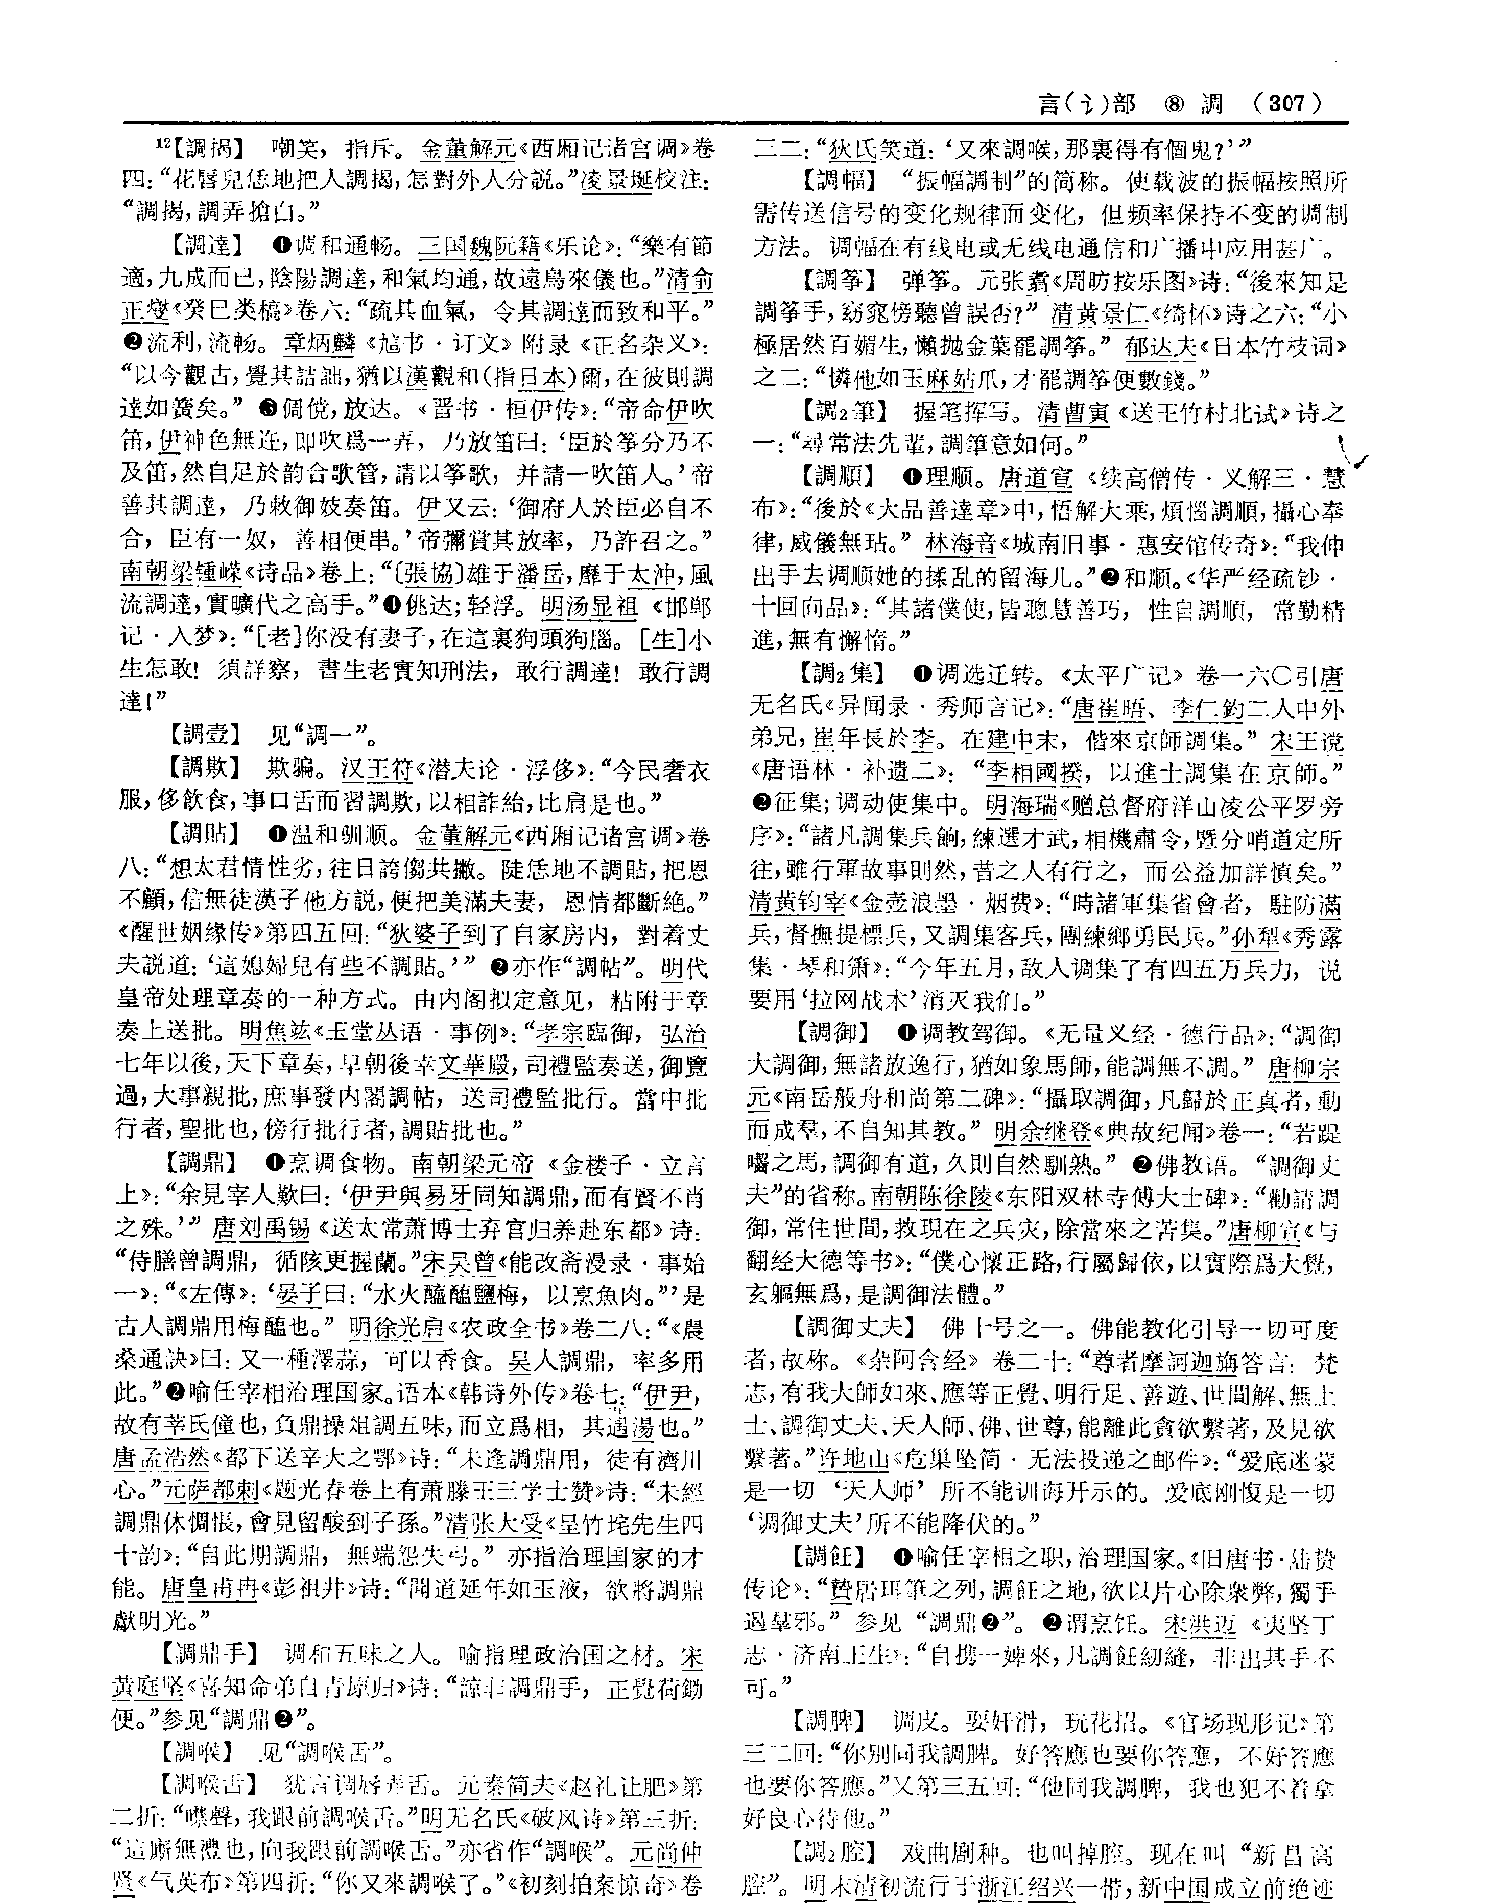 言(讠)部 ⑧ 調 (307)
12【調揭】 嘲笑，指斥。金董解元《西厢记诸宫调》卷
四：“花唇兒恁地把人調揭，怎對外人分説。”凌景埏校注：
“調揭，調弄搶白。”
【調達】 ❶调和通畅。三国魏阮籍《乐论》：“樂有節
適，九成而已，陰陽調達，和氣均通，故遠鳥來儀也。”清俞
正燮《癸巳类稿》卷六：“疏其血氣，令其調達而致和平。”
❷流利，流畅。章炳麟《訄书·订文》附录《正名杂义》：
“以今觀古，覺其詰詘，猶以漢觀和(指日本)爾，在彼則調
達如簧矣。”❸倜傥，放达。《晋书·桓伊传》：“帝命伊吹
笛，伊神色無迕，即吹爲一弄，乃放笛曰：‘臣於筝分乃不
及笛，然自足於韵合歌管，請以筝歌，并請一吹笛人。’帝
善其調達，乃敕御妓奏笛。伊又云：‘御府人於臣必自不
合，臣有一奴，善相便串。’帝彌賞其放率，乃許召之。”
南朝梁锺嵘《诗品》卷上：“〔張協〕雄于潘岳，靡于太沖，風
流調達，實曠代之高手。”❹佻达；轻浮。明汤显祖《邯郸
记·入梦》：“[老]你没有妻子，在這裏狗頭狗腦。[生]小
生怎敢！須詳察，書生老實知刑法，敢行調達！敢行調
達！”
【調壹】 见“調一”。
【調欺】 欺骗。汉王符《潜夫论·浮侈》：“今民奢衣
服，侈飲食，事口舌而習調欺，以相詐紿，比肩是也。”
【調貼】 ❶温和驯顺。金董解元《西厢记诸宫调》卷
八：“想太君情性劣，往日誇㑳共撇。陡恁地不調貼，把恩
不顧，信無徒漢子他方説，便把美滿夫妻，恩情都斷絶。”
《醒世姻缘传》第四五回：“狄婆子到了自家房内，對着丈
夫説道：‘這媳婦兒有些不調貼。’”❷亦作“調帖”。明代
皇帝处理章奏的一种方式。由内阁拟定意见，粘附于章
奏上送批。明焦竑《玉堂丛语·事例》：“孝宗臨御，弘治
七年以後，天下章奏，早朝後幸文華殿，司禮監奏送，御覽
過，大事親批，庶事發内閣調帖，送司禮監批行。當中批
行者，聖批也，傍行批行者，調貼批也。”
【調鼎】 ❶烹调食物。南朝梁元帝《金楼子·立言
上》：“余見宰人歎曰：‘伊尹與易牙同知調鼎，而有賢不肖
之殊。’”唐刘禹锡《送太常萧博士弃官归养赴东都》诗：
“侍膳曾調鼎，循陔更握蘭。”宋吴曾《能改斋漫录·事始
一》：“《左傳》：‘晏子曰：“水火醯醢鹽梅，以烹魚肉。”’是
古人調鼎用梅醢也。”明徐光启《农政全书》卷二八：“《農
桑通訣》曰：又一種澤蒜，可以香食。吴人調鼎，率多用
此。”❷喻任宰相治理国家。语本《韩诗外传》卷七：“伊尹，
故有莘氏僮也，負鼎操俎調五味，而立爲相，其遇湯也。”
唐孟浩然《都下送辛大之鄂》诗：“未逢調鼎用，徒有濟川
心。”元萨都剌《题光春卷上有萧滕王三学士赞》诗：“未經
調鼎休惆悵，會見留酸到子孫。”清张大受《呈竹垞先生四
十韵》：“自此期調鼎，無端怨失弓。”亦指治理国家的才
能。唐皇甫冉《彭祖井》诗：“聞道延年如玉液，欲將調鼎
獻明光。”
【調鼎手】 调和五味之人。喻指理政治国之材。宋
黄庭坚《喜知命弟自青原归》诗：“諒非調鼎手，正覺荷鋤
便。”参见“調鼎❷”。
【調喉】 见“調喉舌”。
【調喉舌】 犹言调唇弄舌。元秦简夫《赵礼让肥》第
二折：“噤聲，我跟前調喉舌。”明无名氏《破风诗》第三折：
“這廝無禮也，向我跟前調喉舌。”亦省作“調喉”。元尚仲
贤《气英布》第四折：“你又來調喉了。”《初刻拍案惊奇》卷
三二：“狄氏笑道：‘又來調喉，那裏得有個鬼？’”
【調幅】 “振幅調制”的简称。使载波的振幅按照所
需传送信号的变化规律而变化，但频率保持不变的调制
方法。调幅在有线电或无线电通信和广播中应用甚广。
【調筝】 弹筝。元张翥《周昉按乐图》诗：“後來知是
調筝手，窈窕傍聽曾誤否？”清黄景仁《绮怀》诗之六：“小
極居然百媚生，懶抛金葉罷調筝。”郁达夫《日本竹枝词》
之二：“憐他如玉麻姑爪，才罷調筝便數錢。”
【調2筆】 握笔挥写。清曹寅《送王竹村北试》诗之
一：“尋常法先輩，調筆意如何。”
【調順】 ❶理顺。唐道宣《续高僧传·义解三·慧
布》：“後於《大品善達章》中，悟解大乘，煩惱調順，攝心奉
律，威儀無玷。”林海音《城南旧事·惠安馆传奇》：“我伸
出手去调顺她的揉乱的留海儿。”❷和顺。《华严经疏钞·
十回向品》：“其諸僕使，皆聰慧善巧，性自調順，常勤精
進，無有懈惰。”
【調2集】 ❶调选迁转。《太平广记》卷一六〇引唐
无名氏《异闻录·秀师言记》：“唐崔晤、李仁鈞二人中外
弟兄，崔年長於李。在建中末，偕來京師調集。”宋王谠
《唐语林·补遗二》：“李相國揆，以進士調集在京師。”
❷征集；调动使集中。明海瑞《赠总督府洋山凌公平罗旁
序》：“諸凡調集兵餉，練選才武，相機肅令，暨分哨道定所
往，雖行軍故事則然，昔之人有行之，而公益加詳慎矣。”
清黄钧宰《金壶浪墨·烟费》：“時諸軍集省會者，駐防滿
兵，督撫提標兵，又調集客兵，團練鄉勇民兵。”孙犁《秀露
集·琴和箫》：“今年五月，敌人调集了有四五万兵力，说
要用‘拉网战术’消灭我们。”
【調御】 ❶调教驾御。《无量义经·德行品》：“調御
大調御，無諸放逸行，猶如象馬師，能調無不調。”唐柳宗
元《南岳般舟和尚第二碑》：“攝取調御，凡歸於正真者，動
而成羣，不自知其教。”明余继登《典故纪闻》卷一：“若踶
囓之馬，調御有道，久則自然馴熟。”❷佛教语。“調御丈
夫”的省称。南朝陈徐陵《东阳双林寺傅大士碑》：“勸請調
御，常住世間，救現在之兵灾，除當來之苦集。”唐柳宣《与
翻经大德等书》：“僕心懷正路，行屬歸依，以實際爲大覺，
玄軀無爲，是調御法體。”
【調御丈夫】 佛十号之一。佛能教化引导一切可度
者，故称。《杂阿含经》卷二十：“尊者摩訶迦旃答言：梵
志，有我大師如來、應等正覺、明行足、善逝、世間解、無上
士、調御丈夫、天人師、佛、世尊，能離此貪欲繫著，及見欲
繫著。”许地山《危巢坠简·无法投递之邮件》：“爱底迷蒙
是一切‘天人师’所不能训诲开示的。爱底刚愎是一切
‘调御丈夫’所不能降伏的。”
【調飪】 ❶喻任宰相之职，治理国家。《旧唐书·陆贽
传论》：“贄居珥筆之列，調飪之地，欲以片心除衆弊，獨手
遏羣邪。”参见“調鼎❷”。❷谓烹饪。宋洪迈《夷坚丁
志·济南王生》：“自携一婢來，凡調飪紉縫，非出其手不
可。”
【調脾】 调皮。耍奸滑，玩花招。《官场现形记》第
三二回：“你别同我調脾。好答應也要你答應，不好答應
也要你答應。”又第三五回：“他同我調脾，我也犯不着拿
好良心待他。”
【調2腔】 戏曲剧种。也叫掉腔。现在叫“新昌高
腔”。明末清初流行于浙江绍兴一带，新中国成立前绝迹